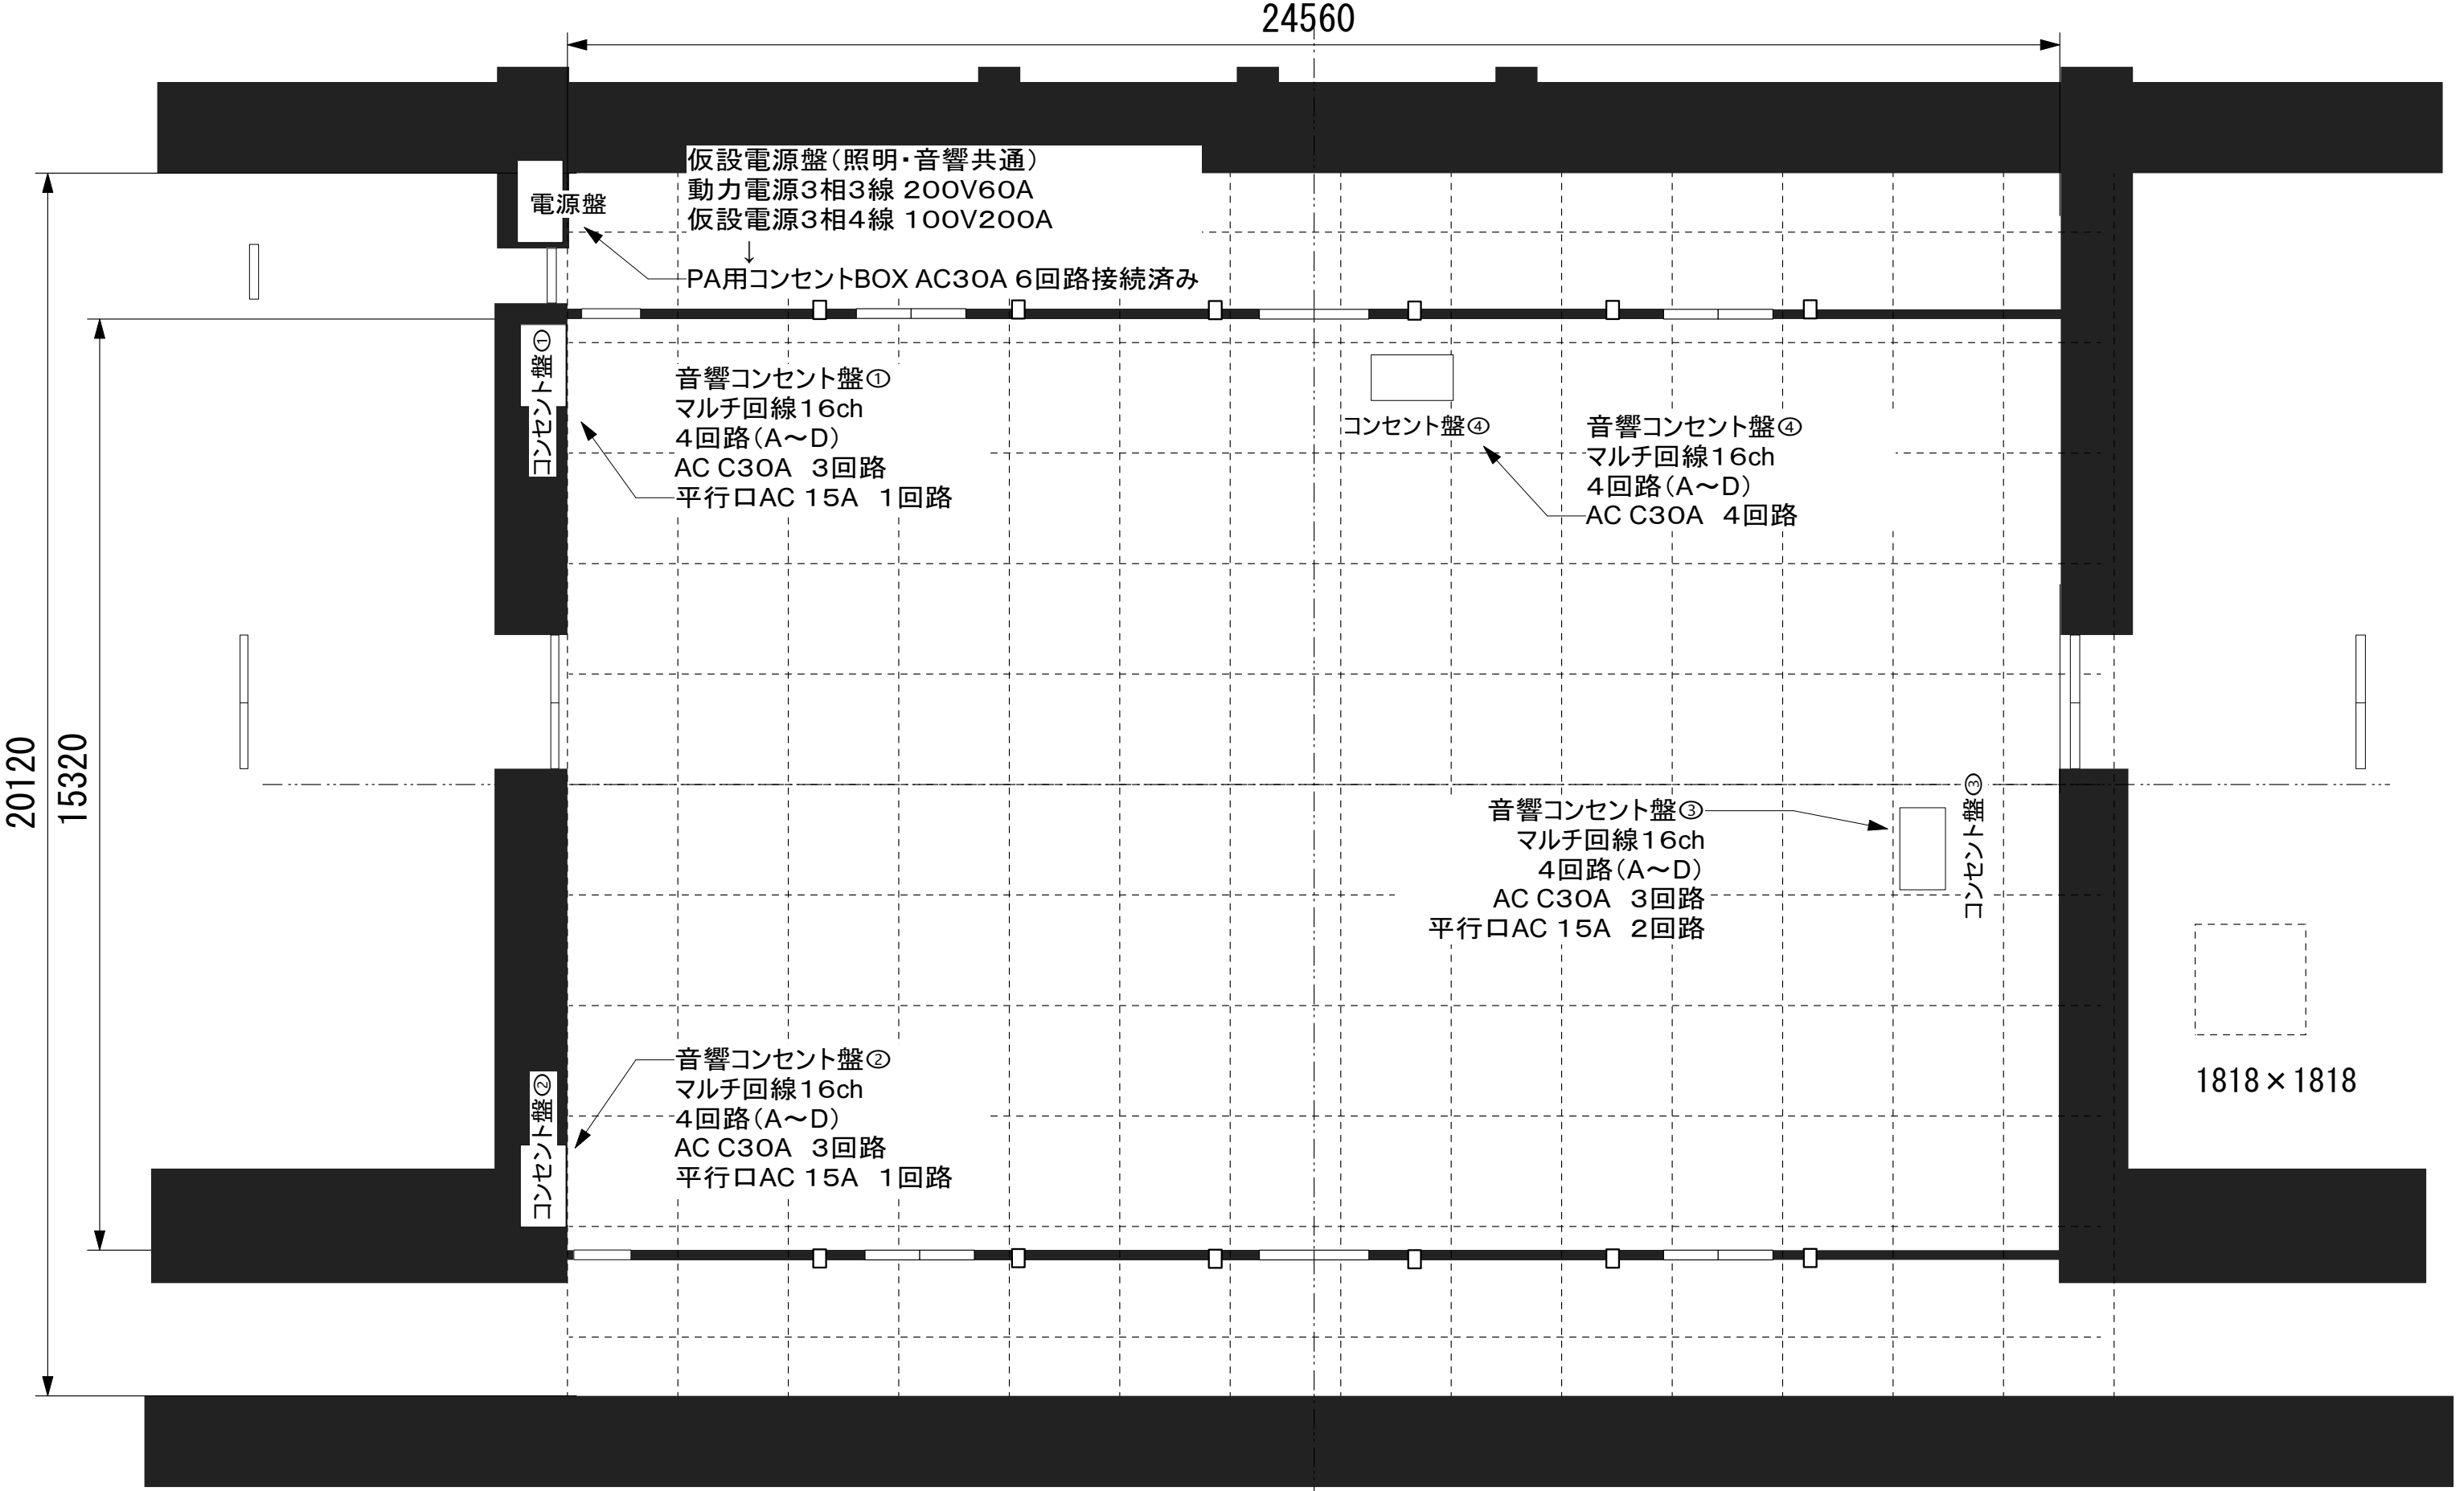 24560
仮設電源盤（照明・音響共通）
動力電源３相３線 ２００V６０A
仮設電源３相４線 １００V２００A
↓
PA用コンセントBOX AC３０A ６回路接続済み
電源盤
コンセント盤①
音響コンセント盤①
マルチ回線１６ch
４回路（A～D）
AC C３０A　３回路
平行口AC １５A　１回路
コンセント盤④
音響コンセント盤④
マルチ回線１６ch
４回路（A～D）
AC C３０A　４回路
20120
15320
音響コンセント盤③
マルチ回線１６ch
４回路（A～D）
AC C３０A　３回路
平行口AC １５A　２回路
コンセント盤③
1818×1818
コンセント盤②
音響コンセント盤②
マルチ回線１６ch
４回路（A～D）
AC C３０A　３回路
平行口AC １５A　１回路